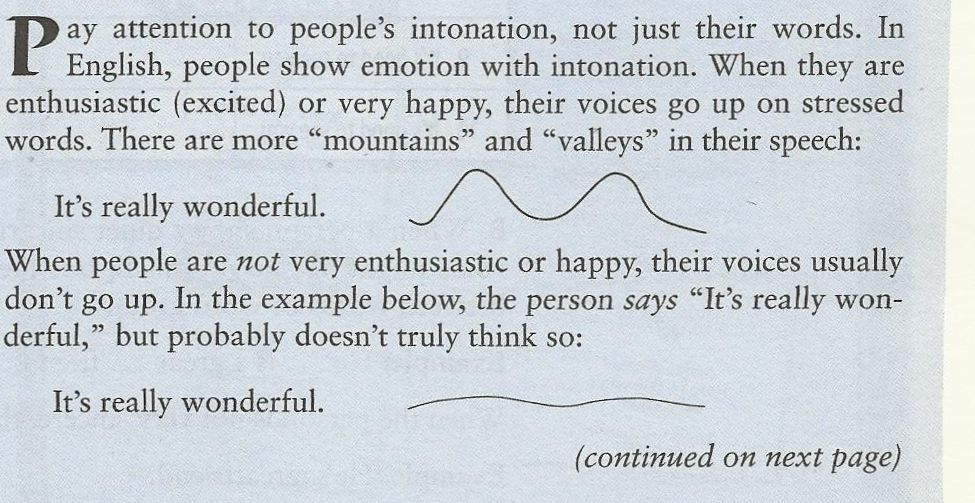 Pay attention to people's intonation, not just their words. In
English, people show emotion with intonation. When they are
enthusiastic (excited) or very happy, their voices go up on stressed
words. There are more “mountains” and “valleys” in their speech:
It's really wonderful.
When people are not very enthusiastic or happy, their voices usually
don't go up. In the example below, the person says “It's really won-
derful,” but probably doesn't truly think so:
It's really wonderful.
(continued on next page)